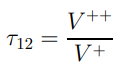 τ₁₂ = V⁺⁺ / V⁺